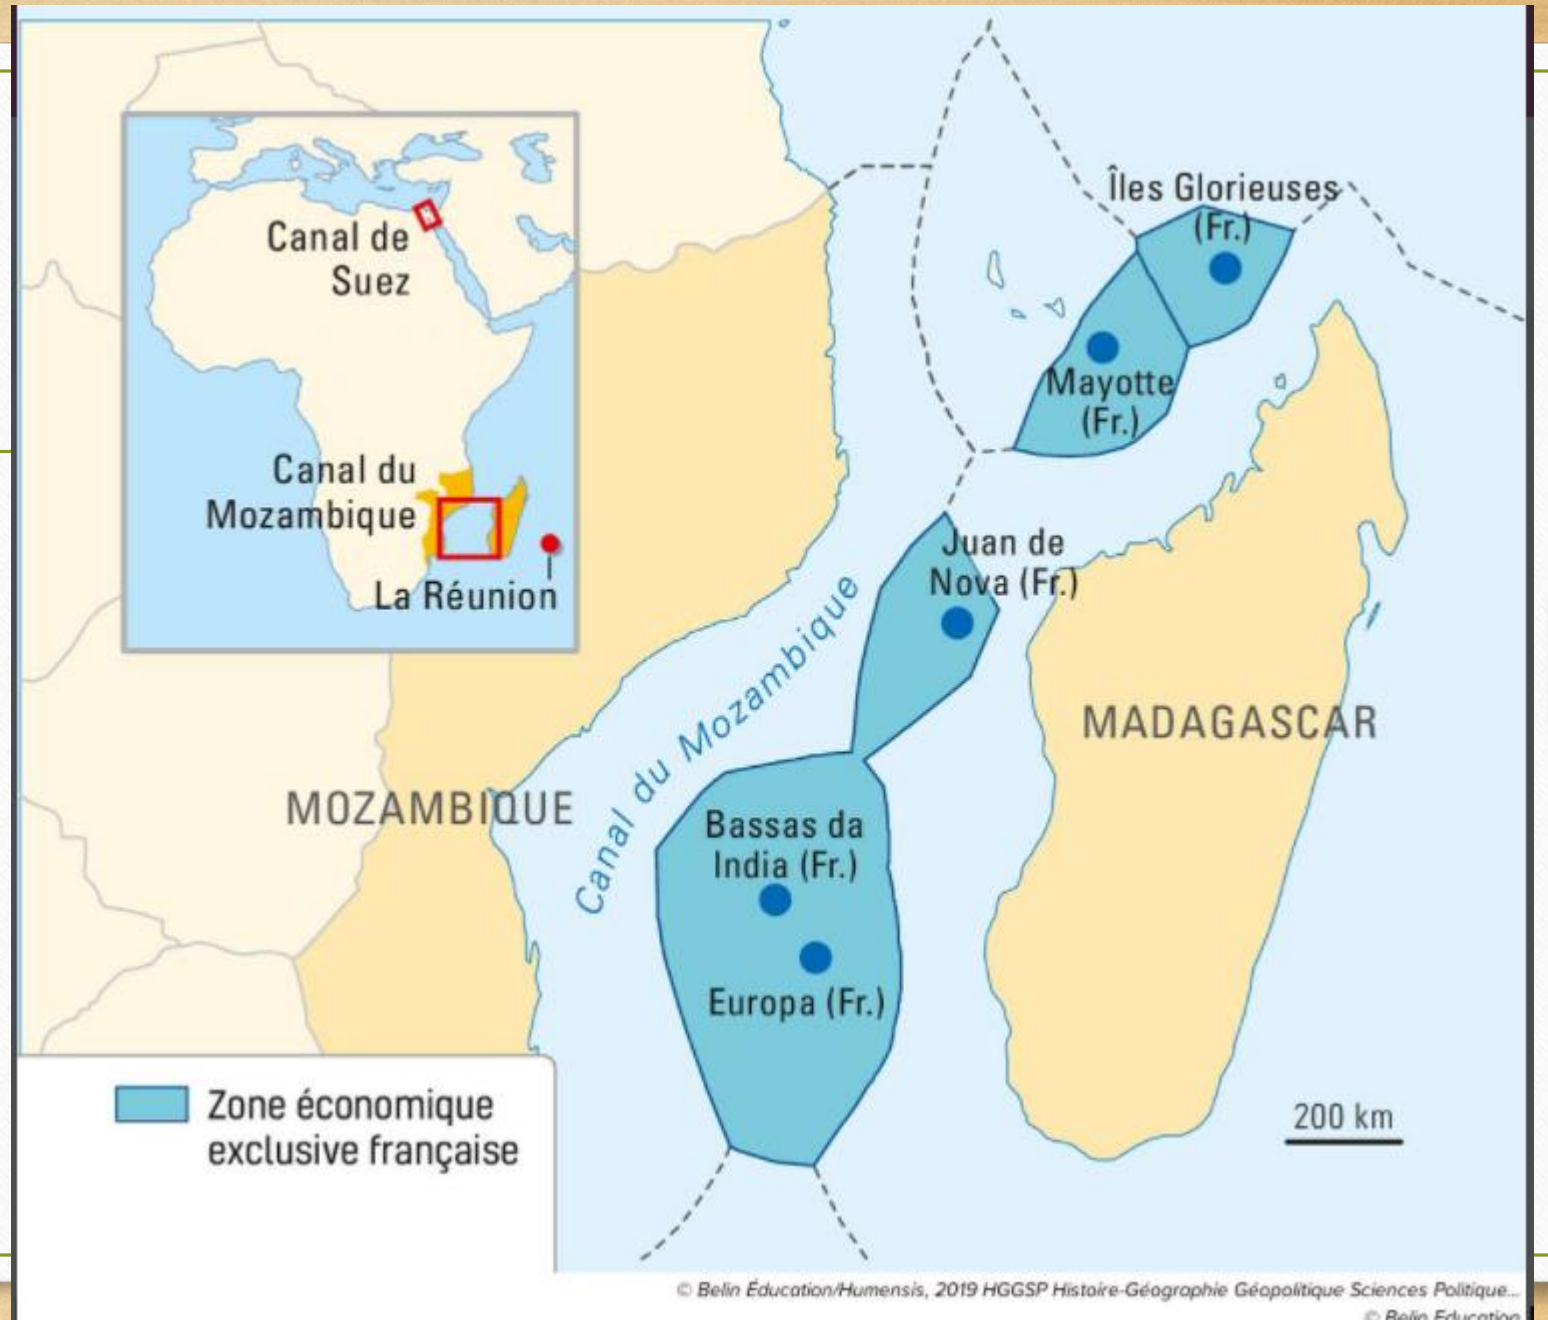 Îles Glorieuses
(Fr.)
Canal de
Suez
Mayotte
(Fr.)
Canal du
Mozambique
La Réunion
Juan de
Nova (Fr.)
Canal du Mozambique
MADAGASCAR
MOZAMBIQUE
Bassas da
India (Fr.)
Europa (Fr.)
Zone économique
exclusive française
200 km
© Belin Éducation/Humensis, 2019 HGGSP Histoire-Géographie Géopolitique Sciences Politique...
© Belin Education